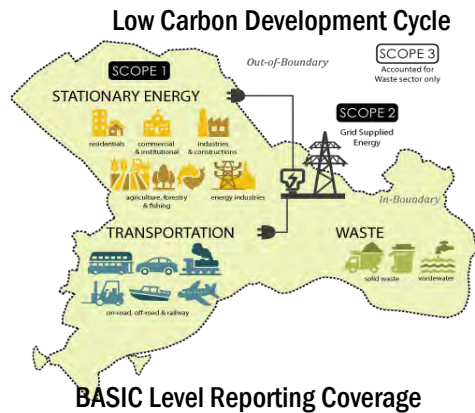 Low Carbon Development Cycle
SCOPE 1
Out-of-Boundary
SCOPE 3
Accounted for
Waste sector only
STATIONARY ENERGY
SCOPE 2
Grid Supplied
Energy
residentials
commercial
& institutional
industries
& constructions
agriculture, forestry
& fishing
energy industries
In-Boundary
TRANSPORTATION
WASTE
solid waste
wastewater
on-road, off-road & railway
BASIC Level Reporting Coverage